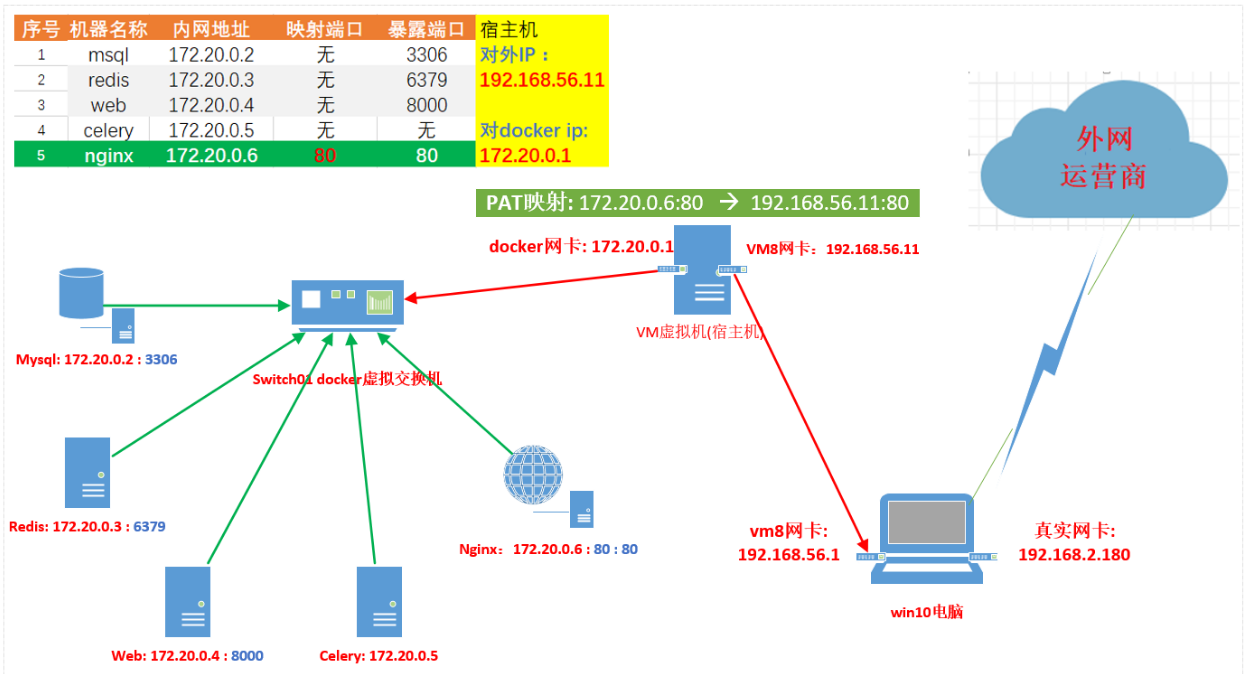 序号 机器名称 内网地址 映射端口 暴露端口 宿主机
1 msql 172.20.0.2 无 3306 对外IP：
2 redis 172.20.0.3 无 6379 192.168.56.11
3 web 172.20.0.4 无 8000
4 celery 172.20.0.5 无 无 对docker ip:
5 nginx 172.20.0.6 80 80 172.20.0.1
外网
运营商
PAT映射: 172.20.0.6:80 → 192.168.56.11:80
docker网卡: 172.20.0.1
VM8网卡：192.168.56.11
VM虚拟机(宿主机)
Mysql: 172.20.0.2 : 3306
Switch01 docker虚拟交换机
Redis: 172.20.0.3 : 6379
Nginx：172.20.0.6 : 80 : 80
vm8网卡:
192.168.56.1
真实网卡:
192.168.2.180
win10电脑
Web: 172.20.0.4 : 8000
Celery: 172.20.0.5